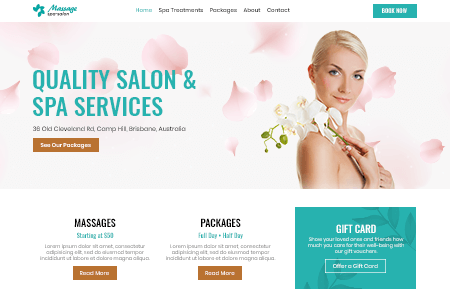 Massage
spa+salon
Home Spa Treatments Packages About Contact
BOOK NOW
QUALITY SALON &
SPA SERVICES
36 Old Cleveland Rd, Camp Hill, Brisbane, Australia
See Our Packages
MASSAGES
Starting at $50
Lorem ipsum dolor sit amet, consectetur
adipiscing elit, sed do eiusmod tempor
incididunt ut labore et dolore magna aliqua.
Read More
PACKAGES
Full Day + Half Day
Lorem ipsum dolor sit amet, consectetur
adipiscing elit, sed do eiusmod tempor
incididunt ut labore et dolore magna aliqua.
Read More
GIFT CARD
Show your loved ones and friends how
much you care for their well-being with
our gift vouchers.
Offer a Gift Card